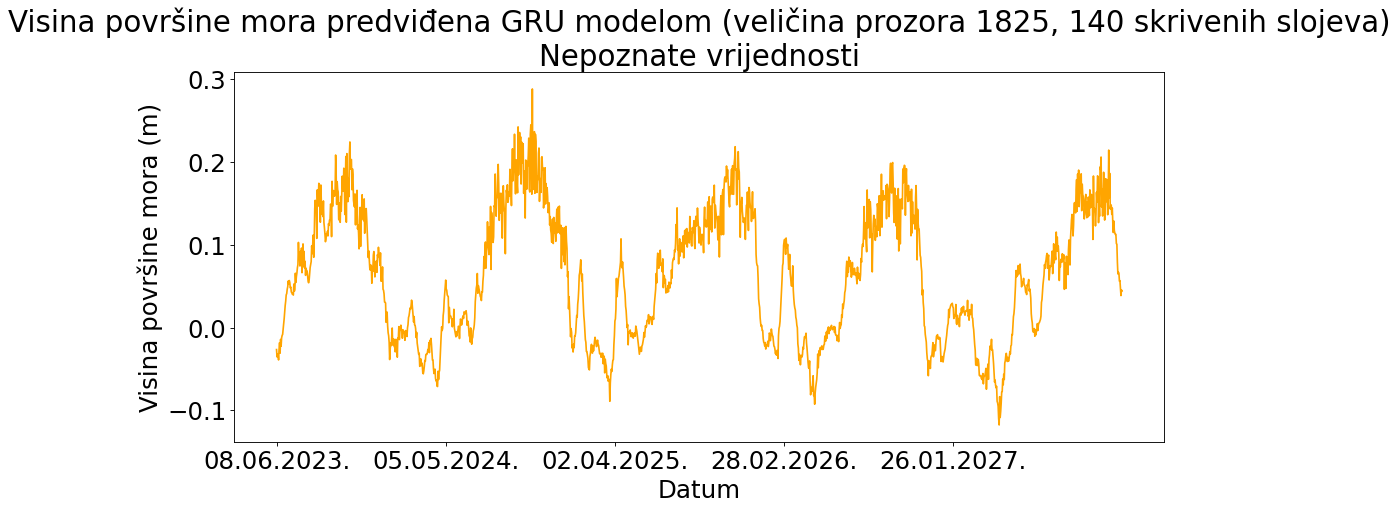 Visina površine mora predviđena GRU modelom (veličina prozora 1825, 140 skrivenih slojeva)
Nepoznate vrijednosti
Visina površine mora (m)
0.3
0.2
0.1
0.0
−0.1
08.06.2023. 05.05.2024. 02.04.2025. 28.02.2026. 26.01.2027.
Datum